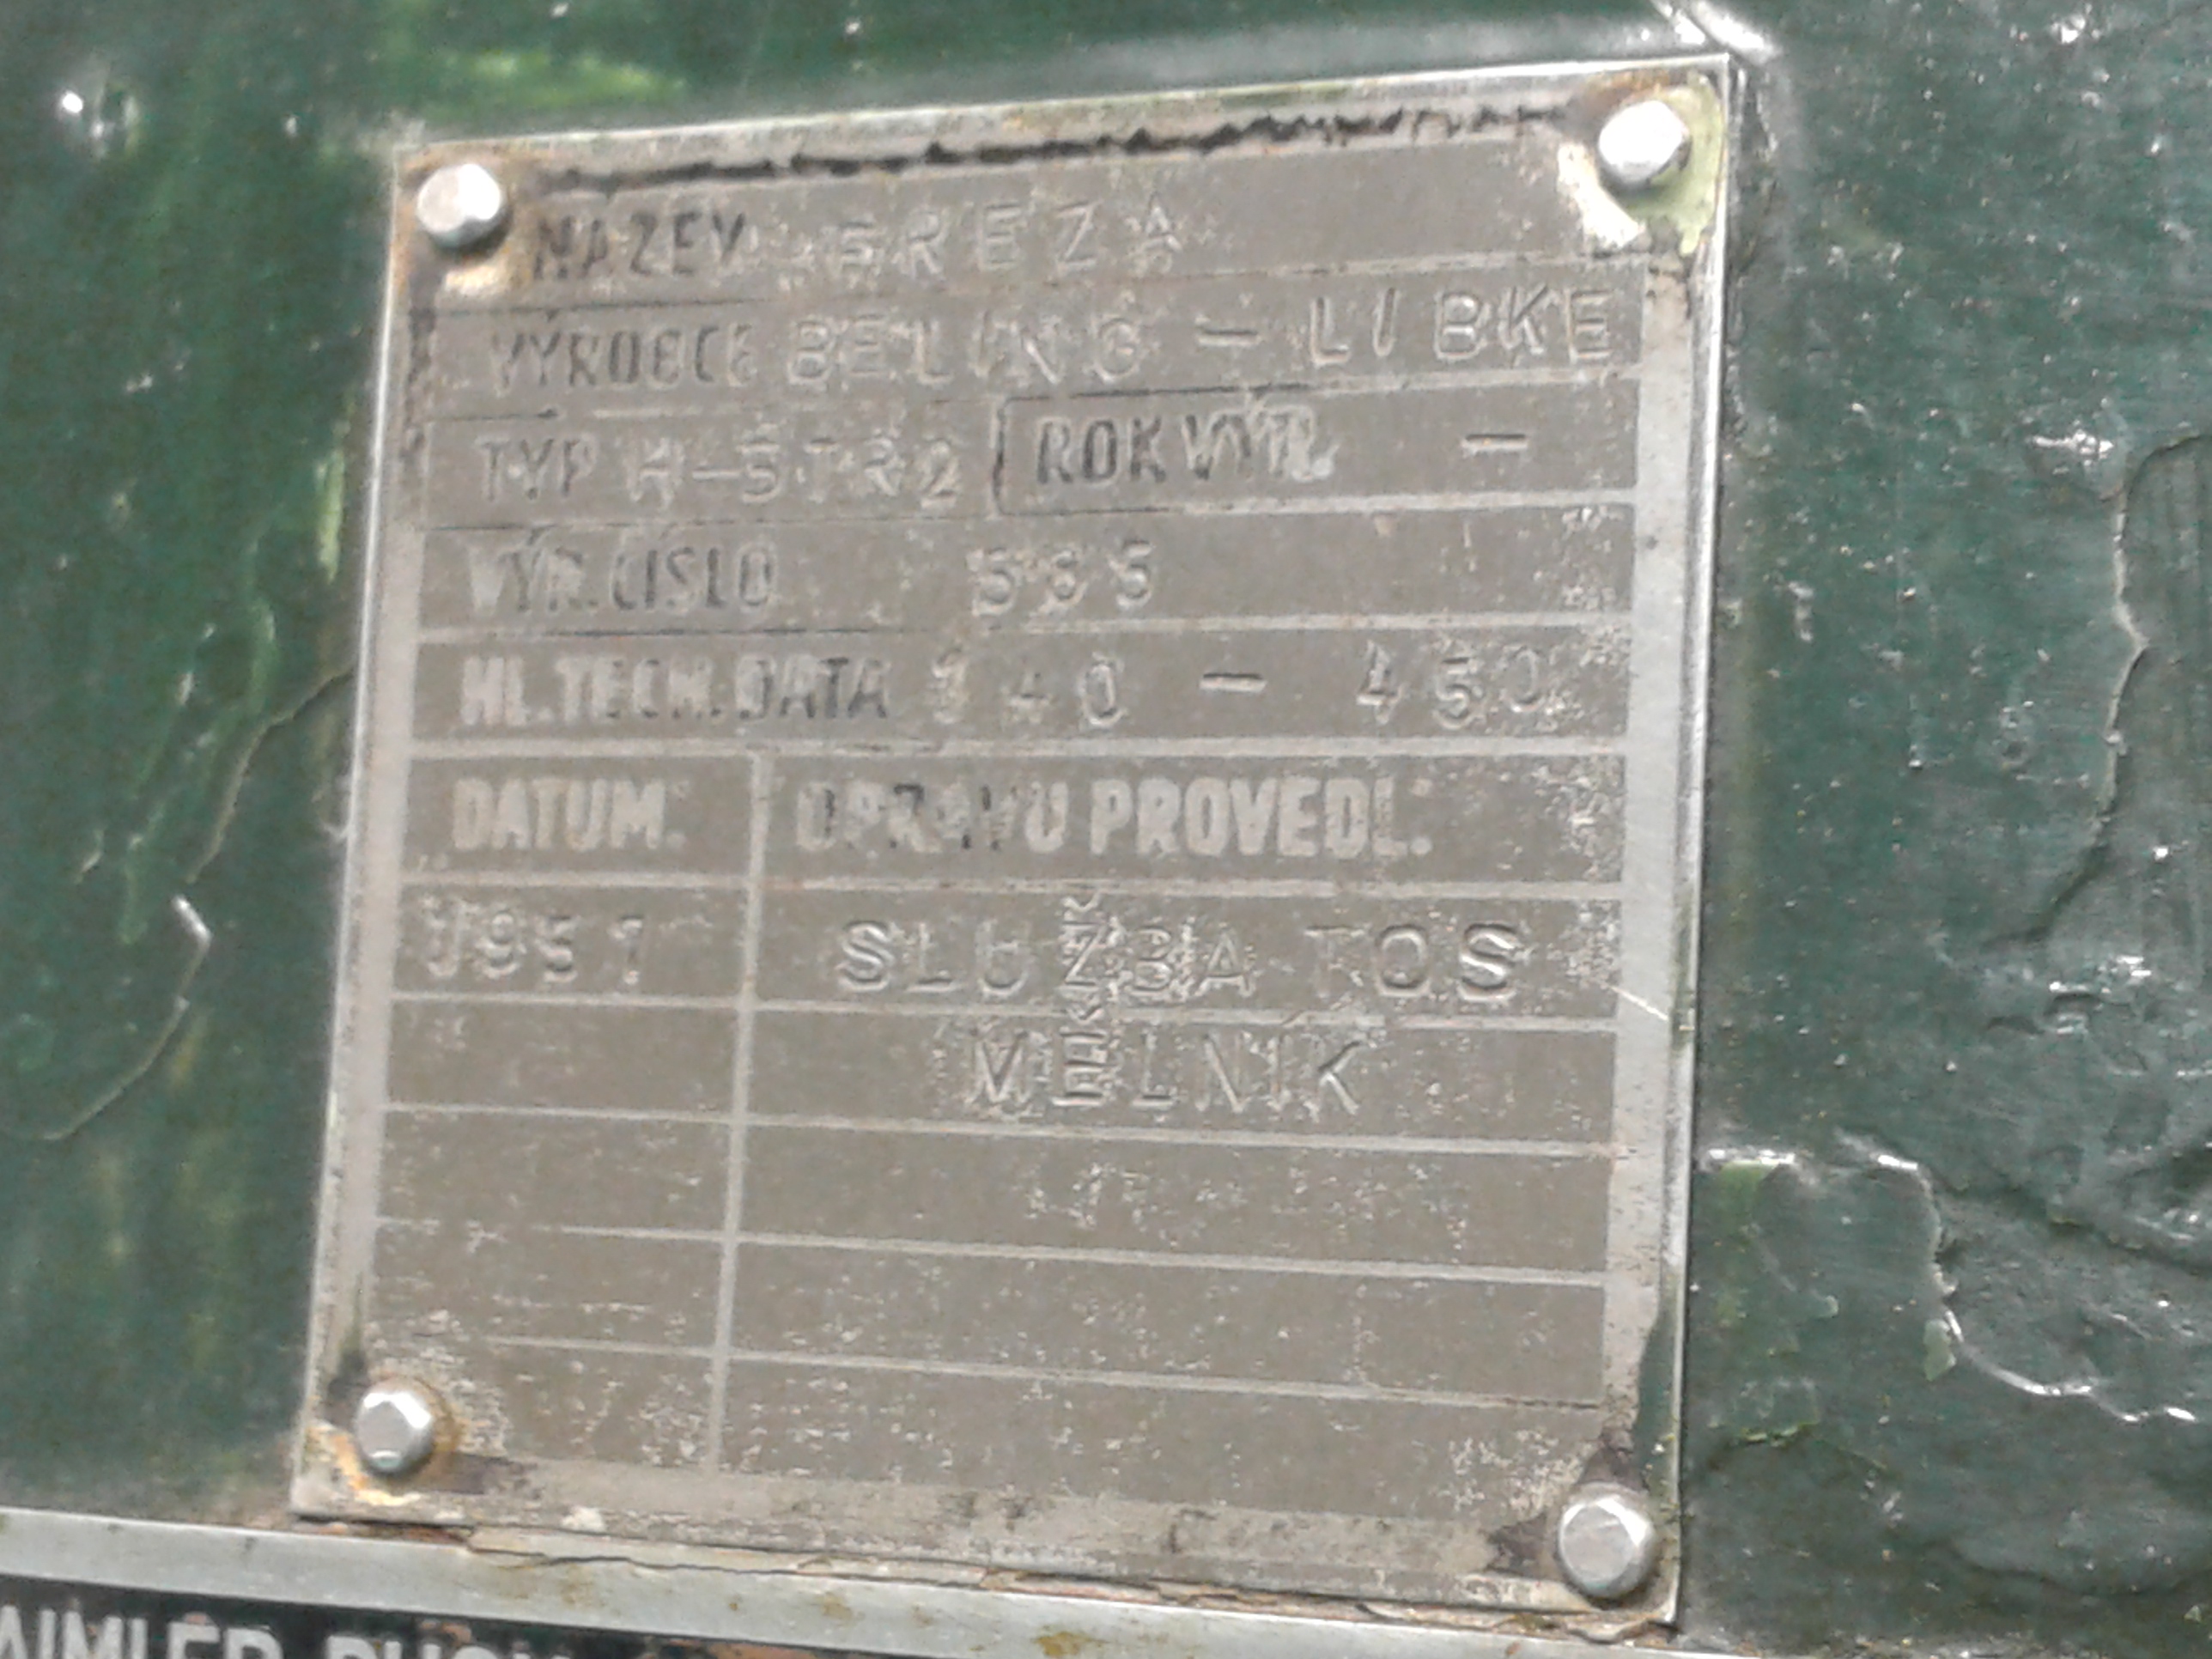 NÁZEV FRÉZA
VÝROBCE BELING - LIBKE
TYP H-STR2 ROK VÝR. -
VÝR. ČÍSLO 565
HL. TECH. DATA 140 - 450
DATUM: OPRAVU PROVEDL:
1951 SLUŽBA TOS
MĚLNÍK